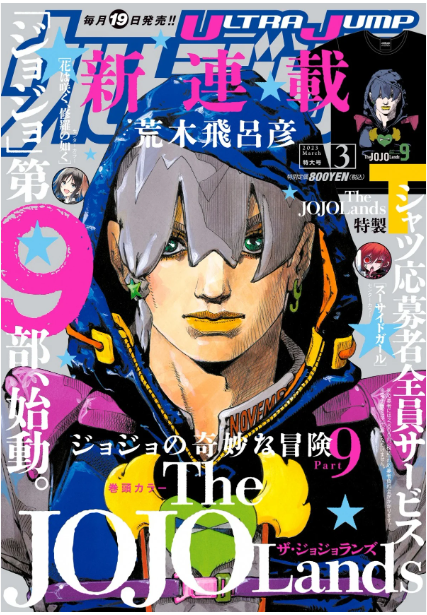 毎月19日発売!!
ULTRA JUMP
新連載
荒木飛呂彦
2023
March
特大号
3
特別定価800YEN(税込)
The JOJOLands 9
「ジョジョ」第
9
部、始動。
『花は咲く、修羅の如く』
The
JOJOLands
特製
Tシャツ応募者全員サービス
『スーサイドガール』
NOVEMBE
ジョジョの奇妙な冒険
Part9
巻頭カラー
The
JOJOLands
ザ・ジョジョランズ